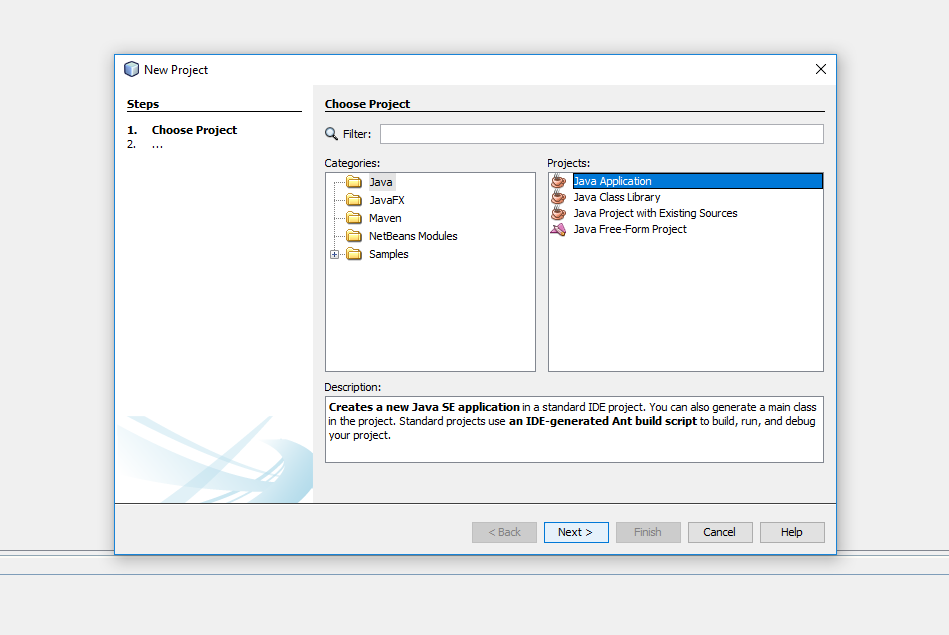 New Project
Steps
1. Choose Project
2. ...
Choose Project
Filter:
Categories:
Java
JavaFX
Maven
NetBeans Modules
Samples
Projects:
Java Application
Java Class Library
Java Project with Existing Sources
Java Free-Form Project
Description:
Creates a new Java SE application in a standard IDE project. You can also generate a main class
in the project. Standard projects use an IDE-generated Ant build script to build, run, and debug
your project.
< Back
Next >
Finish
Cancel
Help